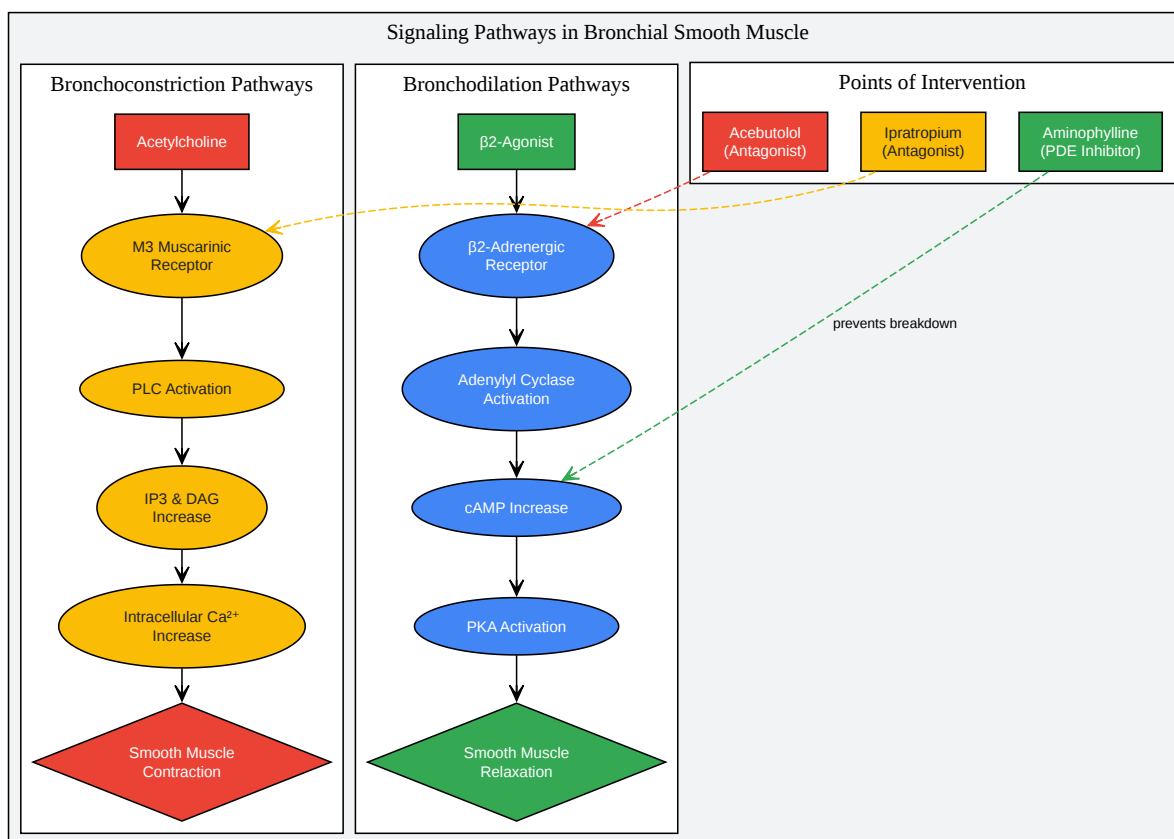 Signaling Pathways in Bronchial Smooth Muscle
Bronchoconstriction Pathways
Acetylcholine
M3 Muscarinic
Receptor
PLC Activation
IP3 & DAG
Increase
Intracellular Ca²⁺
Increase
Smooth Muscle
Contraction
Bronchodilation Pathways
β2-Agonist
β2-Adrenergic
Receptor
Adenylyl Cyclase
Activation
cAMP Increase
PKA Activation
Smooth Muscle
Relaxation
Points of Intervention
Acebutolol
(Antagonist)
Ipratropium
(Antagonist)
Aminophylline
(PDE Inhibitor)
prevents breakdown